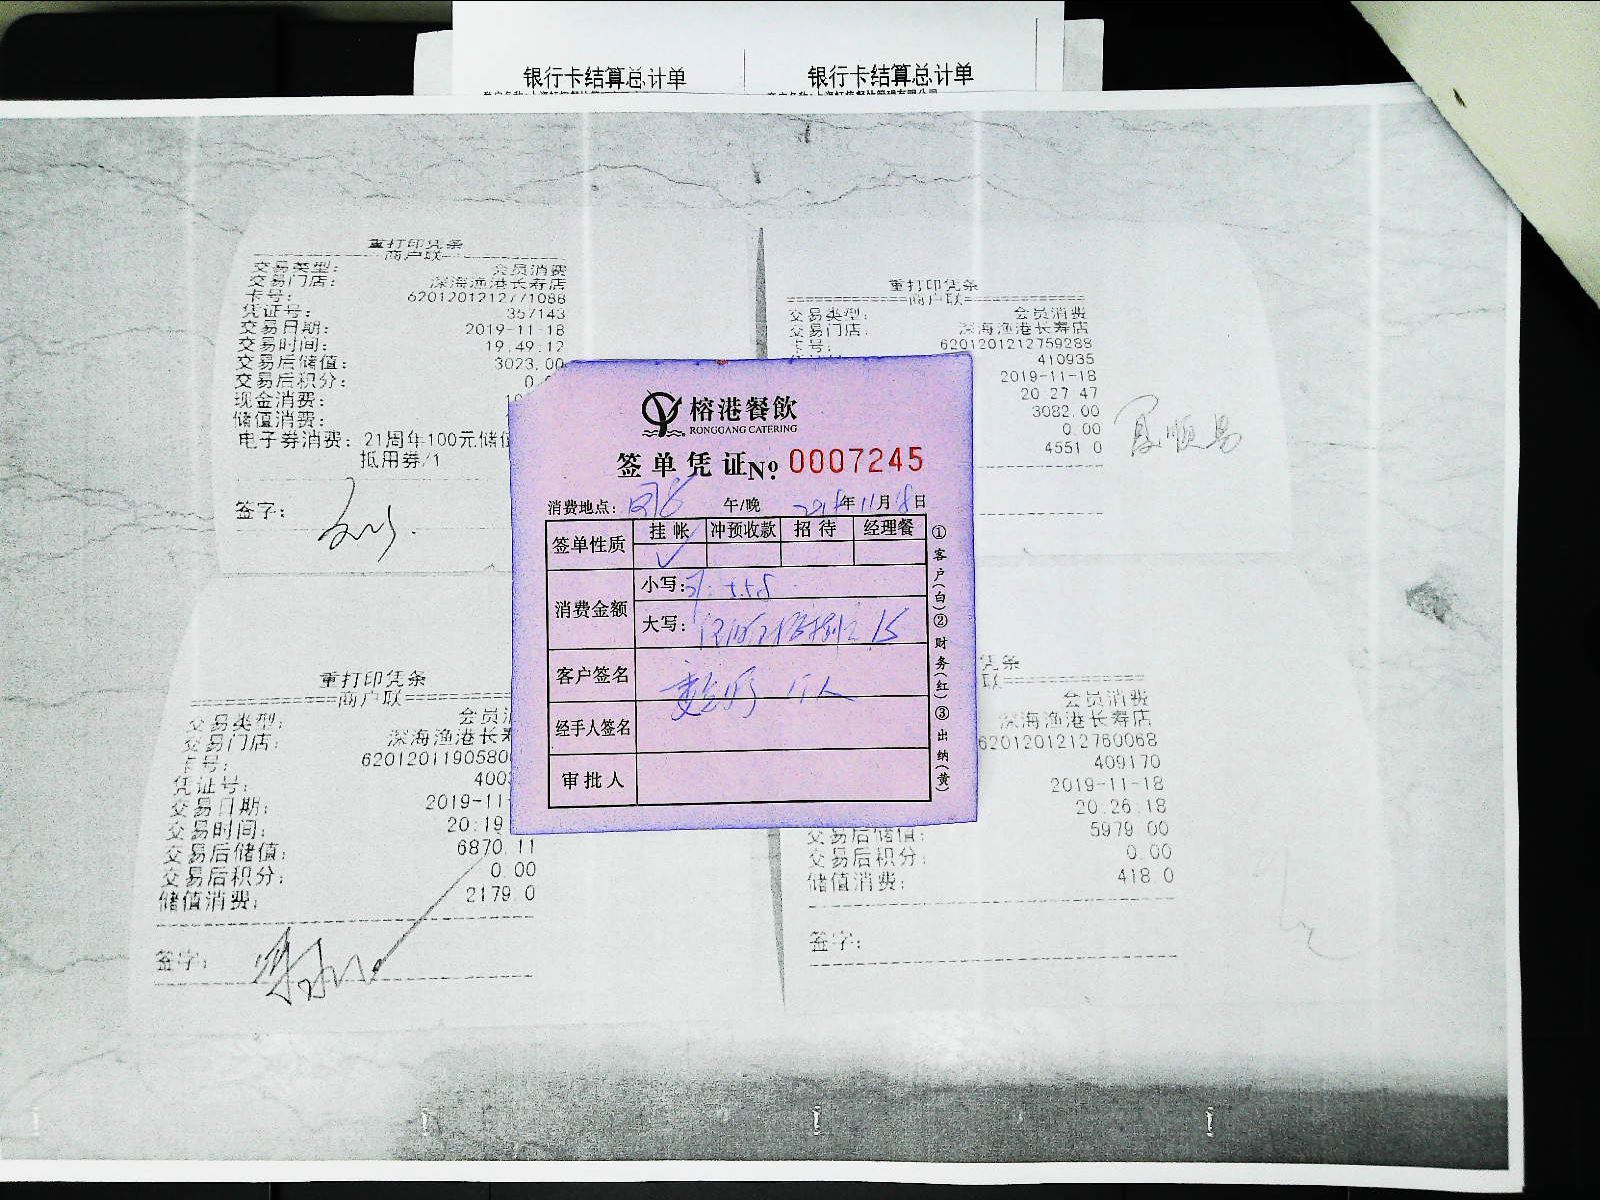 银行卡结算总计单
银行卡结算总计单
重打印凭条
商户联
交易类型: 会员消费
交易门店: 深海渔港长寿店
卡号: 6201201212771088
凭证号: 357143
交易日期: 2019-11-18
交易时间: 19:49:12
交易后储值: 3023.00
交易后积分:
现金消费:
储值消费:
电子券消费: 21周年100元储值
抵用券/1
签字:
重打印凭条
商户联
交易类型: 会员消费
交易门店: 深海渔港长寿店
卡号: 6201201212759288
410935
2019-11-18
20 27 47
3082.00
0.00
4551 0
榕港餐飲
RONGGANG CATERING
签单凭证No. 0007245
消费地点: 午/晚 年11月18日
签单性质 挂帐 冲预收款 招待 经理餐
消费金额 小写:
大写:
客户签名
经手人签名
审批人
①客户(白)②财务(红)③出纳(黄)
重打印凭条
商户联
交易类型: 会员
交易门店: 深海渔港长
卡号: 620120119058
凭证号: 400
交易日期: 2019-11
交易时间: 20:19
交易后储值: 6870.11
交易后积分: 0.00
储值消费: 2179.0
签字:
凭条
联
会员消费
深海渔港长寿店
6201201212760068
409170
2019-11-18
20.26.18
交易后储值: 5979 00
交易后积分: 0.00
储值消费: 418.0
签字: